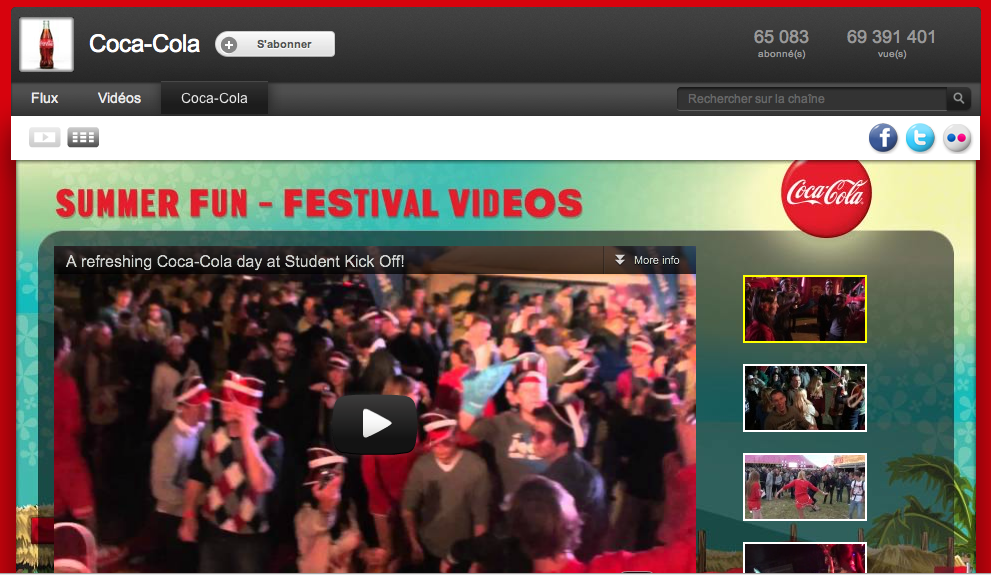 Coca-Cola
S'abonner
65 083
abonné(s)
69 391 401
vue(s)
Flux
Vidéos
Coca-Cola
Rechercher sur la chaîne
SUMMER FUN - FESTIVAL VIDEOS
Coca-Cola
A refreshing Coca-Cola day at Student Kick Off!
More info